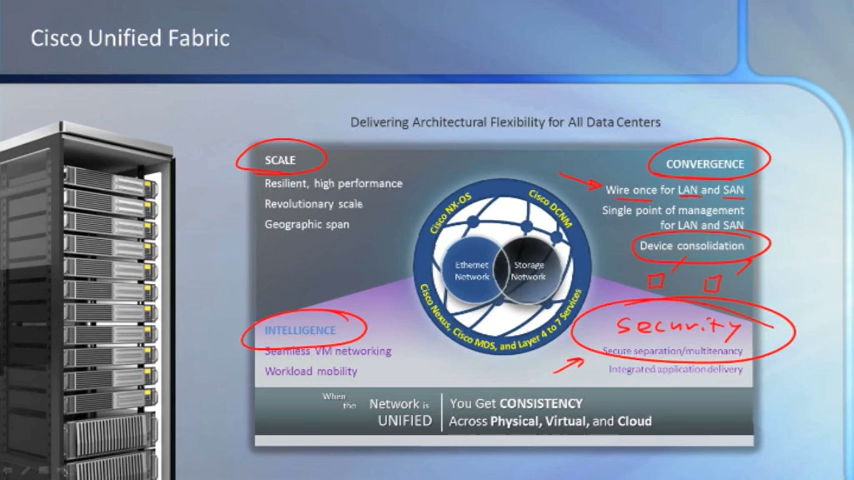 Cisco Unified Fabric
Delivering Architectural Flexibility for All Data Centers
SCALE
Resilient, high performance
Revolutionary scale
Geographic span
CONVERGENCE
Wire once for LAN and SAN
Single point of management
for LAN and SAN
Device consolidation
Cisco NX-OS
Cisco DCNM
Ethernet
Network
Storage
Network
Cisco Nexus, Cisco MDS, and Layer 4 to 7 Services
INTELLIGENCE
Seamless VM networking
Workload mobility
Security
Secure separation/multitenancy
Integrated application delivery
When
the Network is
UNIFIED
You Get CONSISTENCY
Across Physical, Virtual, and Cloud